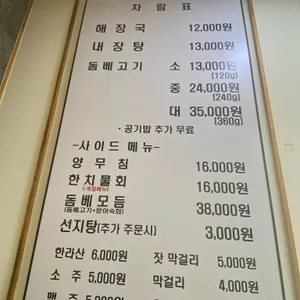 차림표
해장국 12,000원
내장탕 13,000원
돔베고기 소 13,000원
(120g)
중 24,000원
(240g)
대 35,000원
(360g)
· 공기밥 추가 무료
- 사이드 메뉴 -
양무침 16,000원
한치물회 16,000원
돔베모듬 38,000원
(돔베고기+문어숙회)
선지탕(추가 주문시) 3,000원
한라산 6,000원 잣 막걸리 5,000원
소주 5,000원 막걸리 4,000원
맥주 5,000원